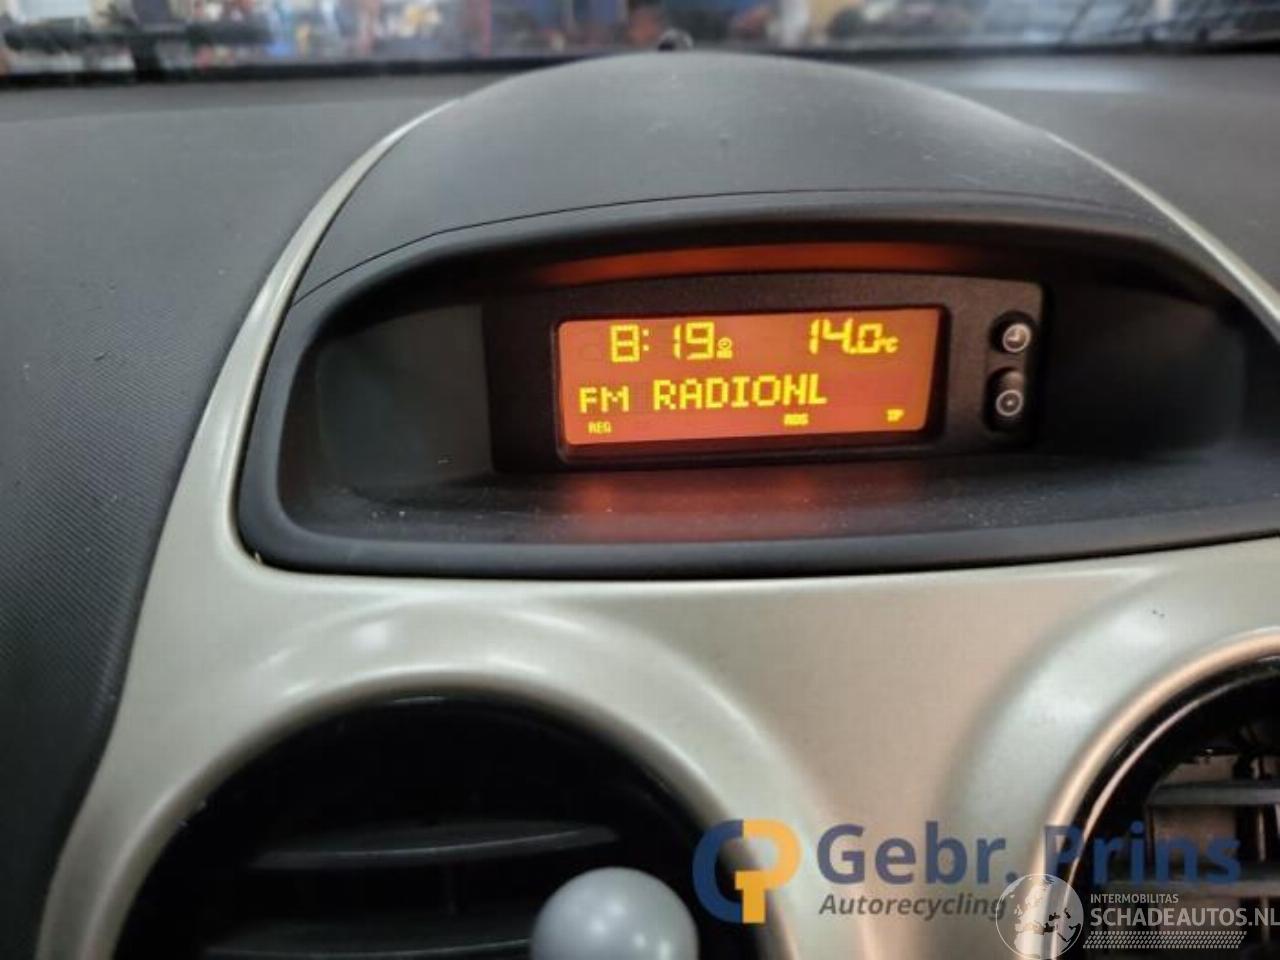 8:19 14.0°C
FM RADIONL
REG RDS TP
Gebr. Prins
Autorecycling
INTERMOBILITAS
SCHADEAUTOS.NL